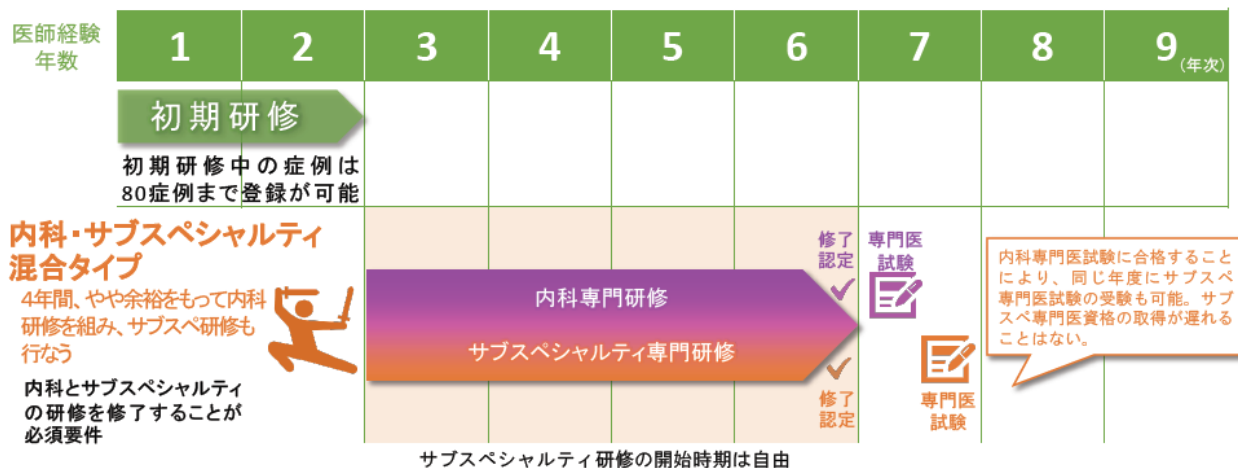 医師経験
年数
1 2 3 4 5 6 7 8 9(年次)
初期研修
初期研修中の症例は
80症例まで登録が可能
内科・サブスペシャルティ
混合タイプ
4年間、やや余裕をもって内科
研修を組み、サブスペ研修も
行なう
内科とサブスペシャルティ
の研修を修了することが
必須要件
内科専門研修
サブスペシャルティ専門研修
修了
認定
修了
認定
専門医
試験
専門医
試験
内科専門医試験に合格すること
により、同じ年度にサブスペ
専門医試験の受験も可能。サブ
スペ専門医資格の取得が遅れる
ことはない。
サブスペシャルティ研修の開始時期は自由